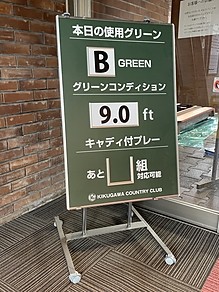 本日の使用グリーン
B GREEN
グリーンコンディション
9.0 ft
キャディ付プレー
あと 組
対応可能
KIKUGAWA COUNTRY CLUB